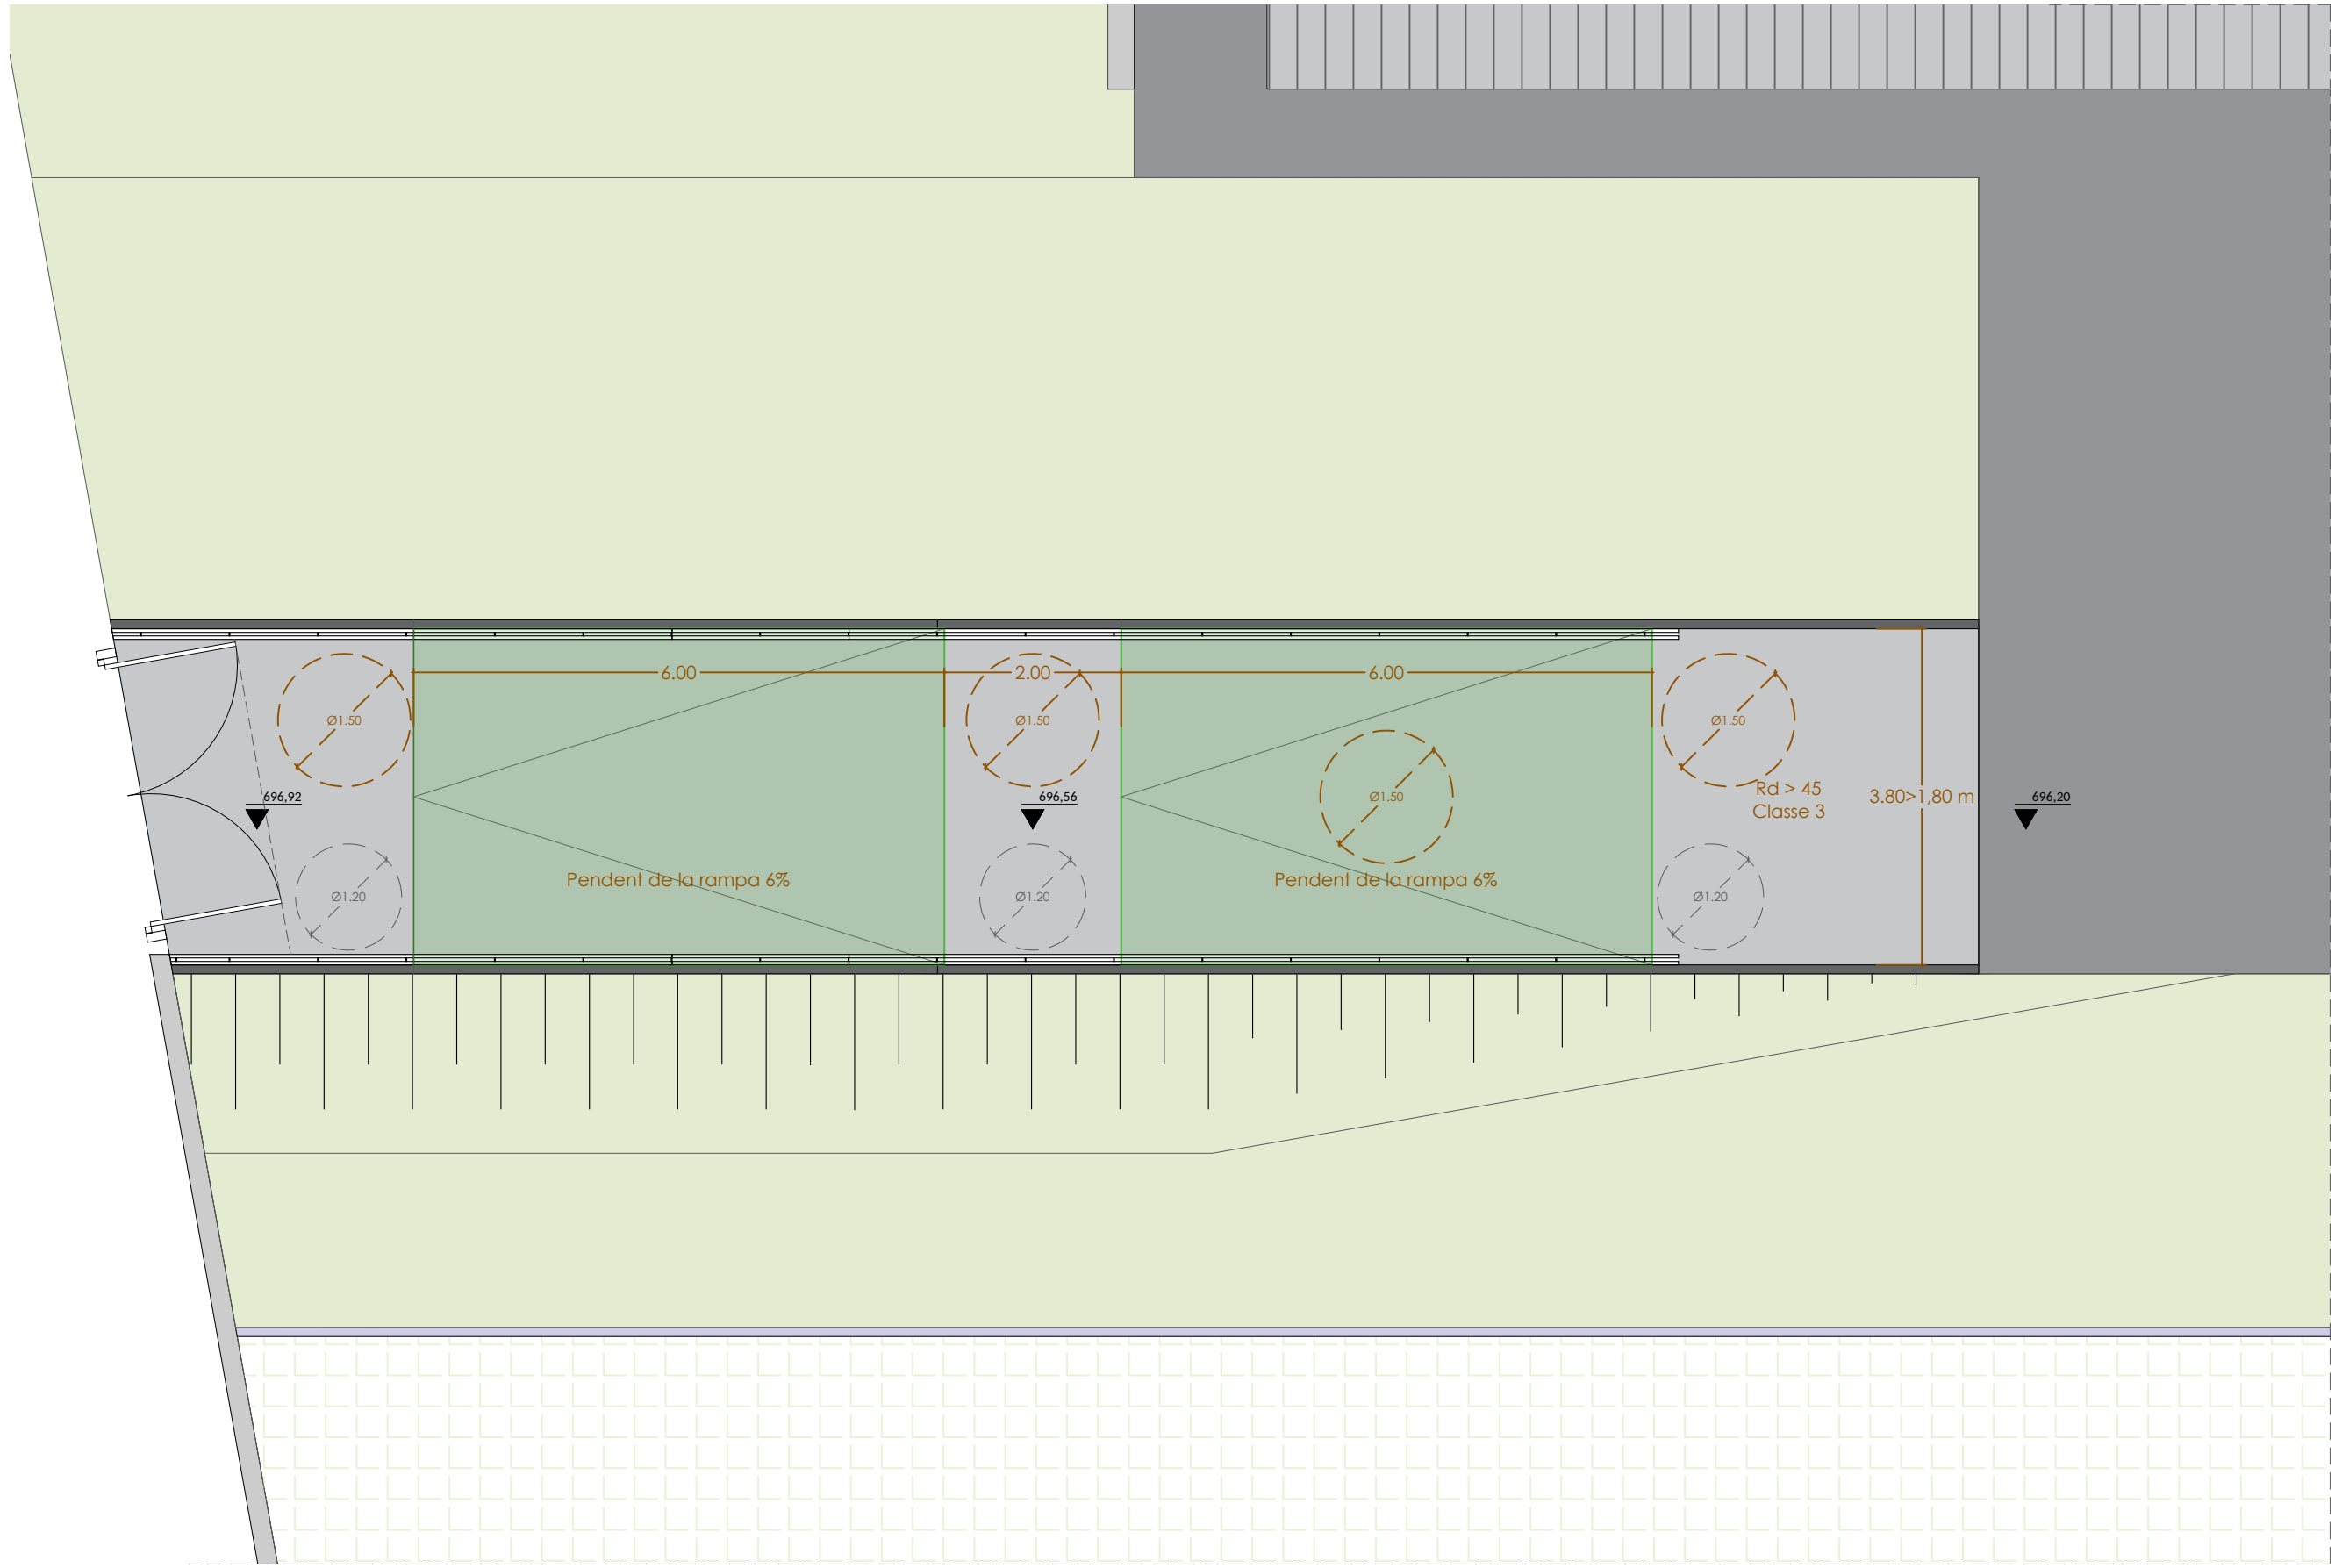 6.00
2.00
6.00
Ø1.50
Ø1.50
Ø1.50
Rd > 45
Classe 3
696,92
696,56
Ø1.50
3.80>1,80 m
696,20
Pendent de la rampa 6%
Pendent de la rampa 6%
Ø1.20
Ø1.20
Ø1.20